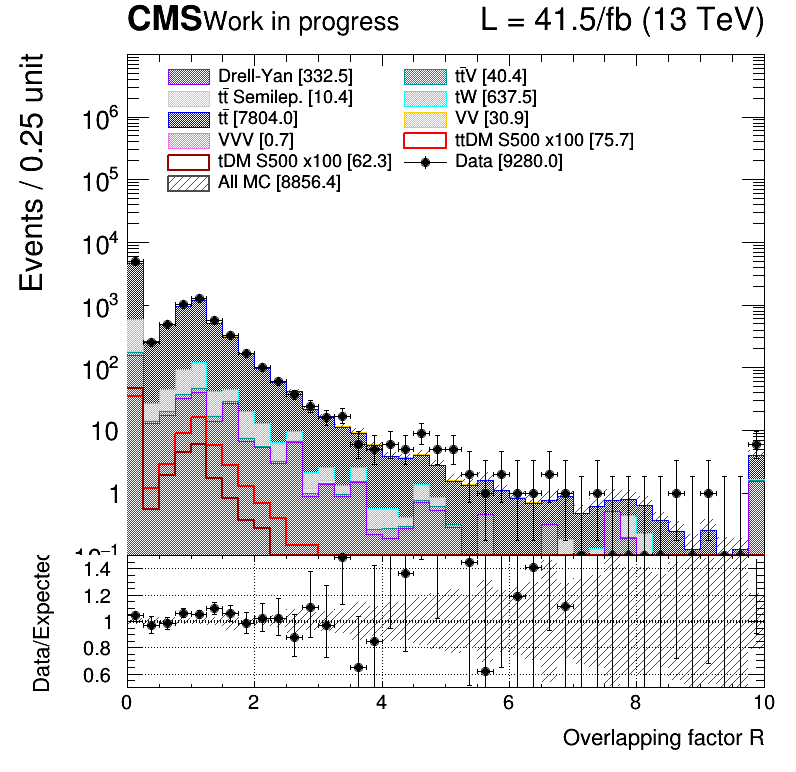 CMS Work in progress L = 41.5/fb (13 TeV)
Events / 0.25 unit
Drell-Yan [332.5] tt̄V [40.4]
tt̄ Semilep. [10.4] tW [637.5]
tt̄ [7804.0] VV [30.9]
VVV [0.7] ttDM S500 x100 [75.7]
tDM S500 x100 [62.3] Data [9280.0]
All MC [8856.4]
10⁶
10⁵
10⁴
10³
10²
10
1
10⁻¹
Data/Expected
1.4
1.2
1
0.8
0.6
0 2 4 6 8 10
Overlapping factor R